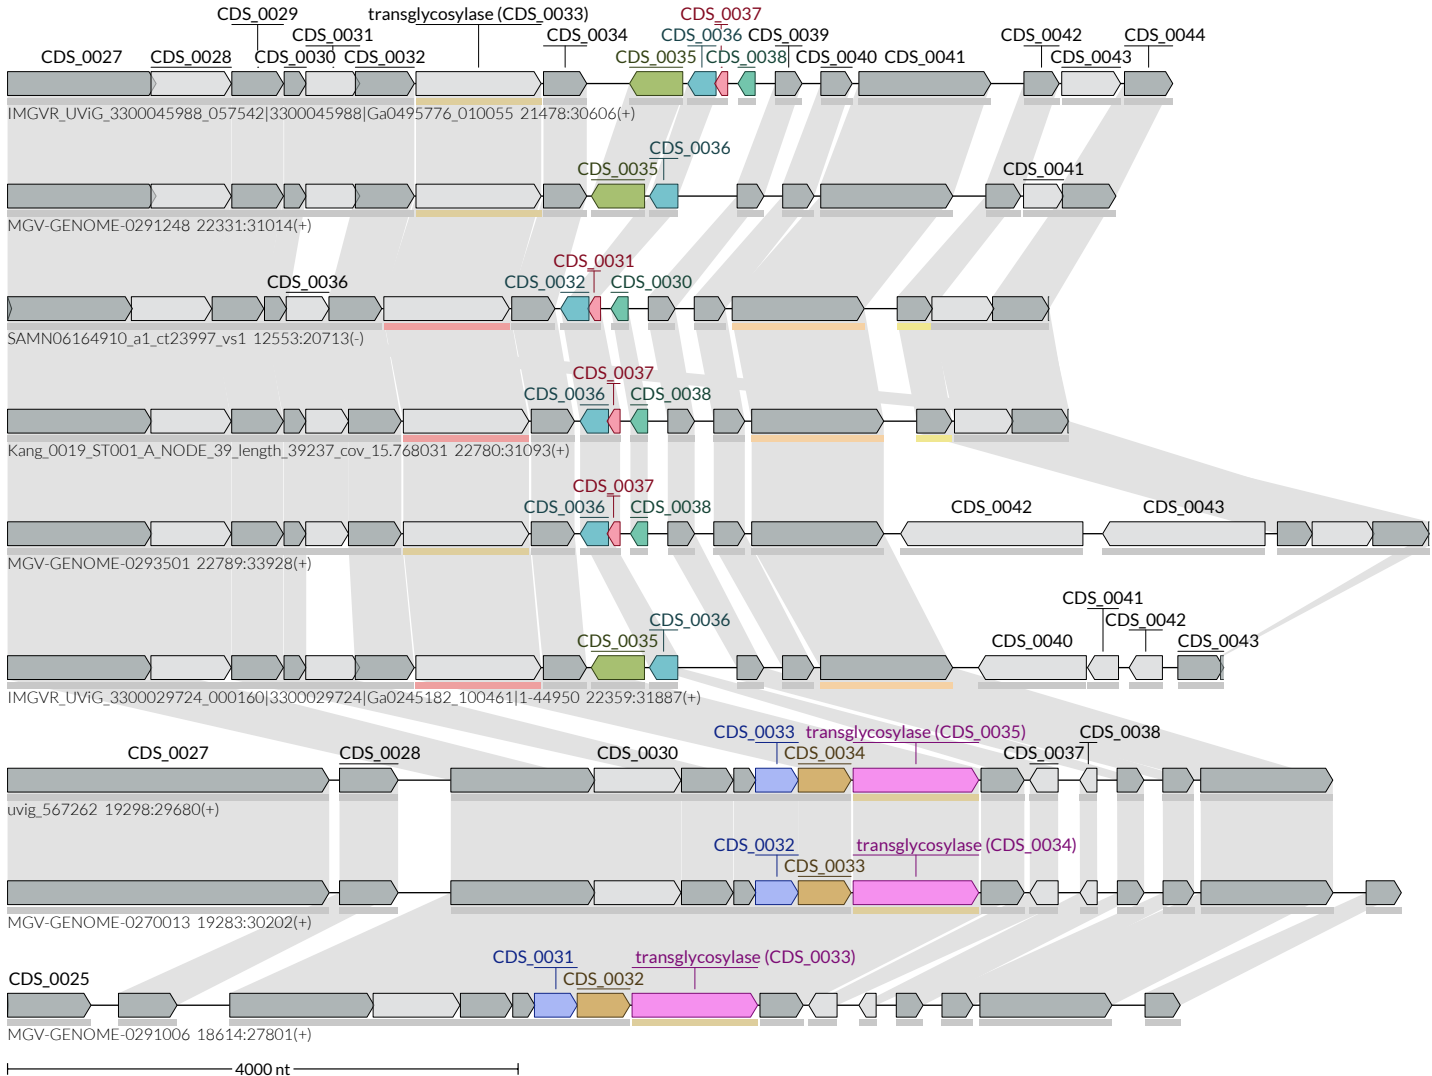 CDS_0029 transglycosylase (CDS_0033) CDS_0037
CDS_0031 CDS_0034 CDS_0036 CDS_0039 CDS_0042 CDS_0044
CDS_0027 CDS_0028 CDS_0030 CDS_0032 CDS_0035 CDS_0038 CDS_0040 CDS_0041 CDS_0043
IMGVR_UViG_3300045988_057542|3300045988|Ga0495776_010055 21478:30606(+)
CDS_0036
CDS_0035 CDS_0041
MGV-GENOME-0291248 22331:31014(+)
CDS_0031
CDS_0036 CDS_0032 CDS_0030
SAMN06164910_a1_ct23997_vs1 12553:20713(-)
CDS_0037
CDS_0036 CDS_0038
Kang_0019_ST001_A_NODE_39_length_39237_cov_15.768031 22780:31093(+)
CDS_0037
CDS_0036 CDS_0038 CDS_0042 CDS_0043
MGV-GENOME-0293501 22789:33928(+)
CDS_0041
CDS_0036 CDS_0042
CDS_0035 CDS_0040 CDS_0043
IMGVR_UViG_3300029724_000160|3300029724|Ga0245182_100461|1-44950 22359:31887(+)
CDS_0033 transglycosylase (CDS_0035) CDS_0038
CDS_0027 CDS_0028 CDS_0030 CDS_0034 CDS_0037
uvig_567262 19298:29680(+)
CDS_0032 transglycosylase (CDS_0034)
CDS_0033
MGV-GENOME-0270013 19283:30202(+)
CDS_0031 transglycosylase (CDS_0033)
CDS_0025 CDS_0032
MGV-GENOME-0291006 18614:27801(+)
4000 nt